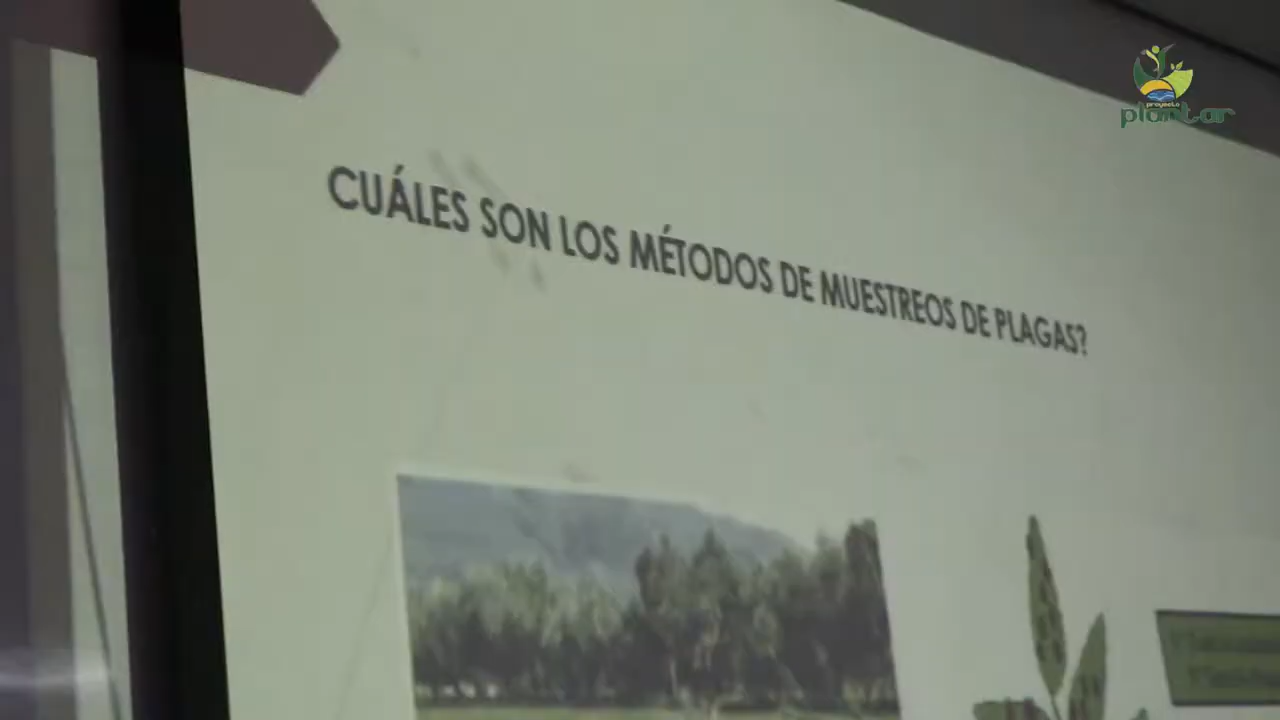 proyecto
plantar
CUÁLES SON LOS MÉTODOS DE MUESTREOS DE PLAGAS?